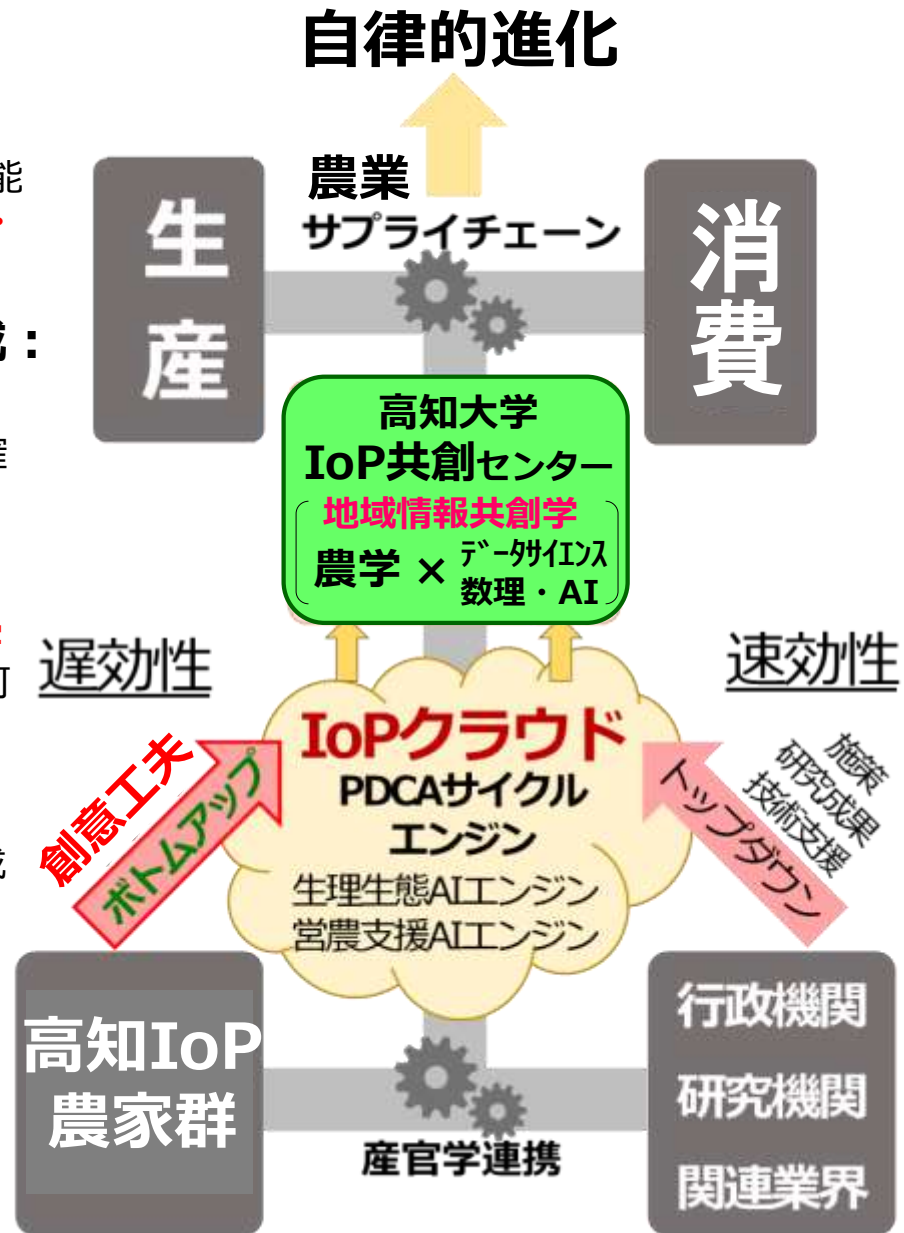 自律的進化
能
農業
サプライチェーン
生産
消費
成：
高知大学
IoP共創センター
地域情報共創学
農学 × データサイエンス
数理・AI
遅効性
速効性
可
IoPクラウド
PDCAサイクル
エンジン
生理生態AIエンジン
営農支援AIエンジン
創意工夫
ボトムアップ
施策
研究成果
技術支援
トップダウン
高知IoP
農家群
行政機関
研究機関
関連業界
産官学連携